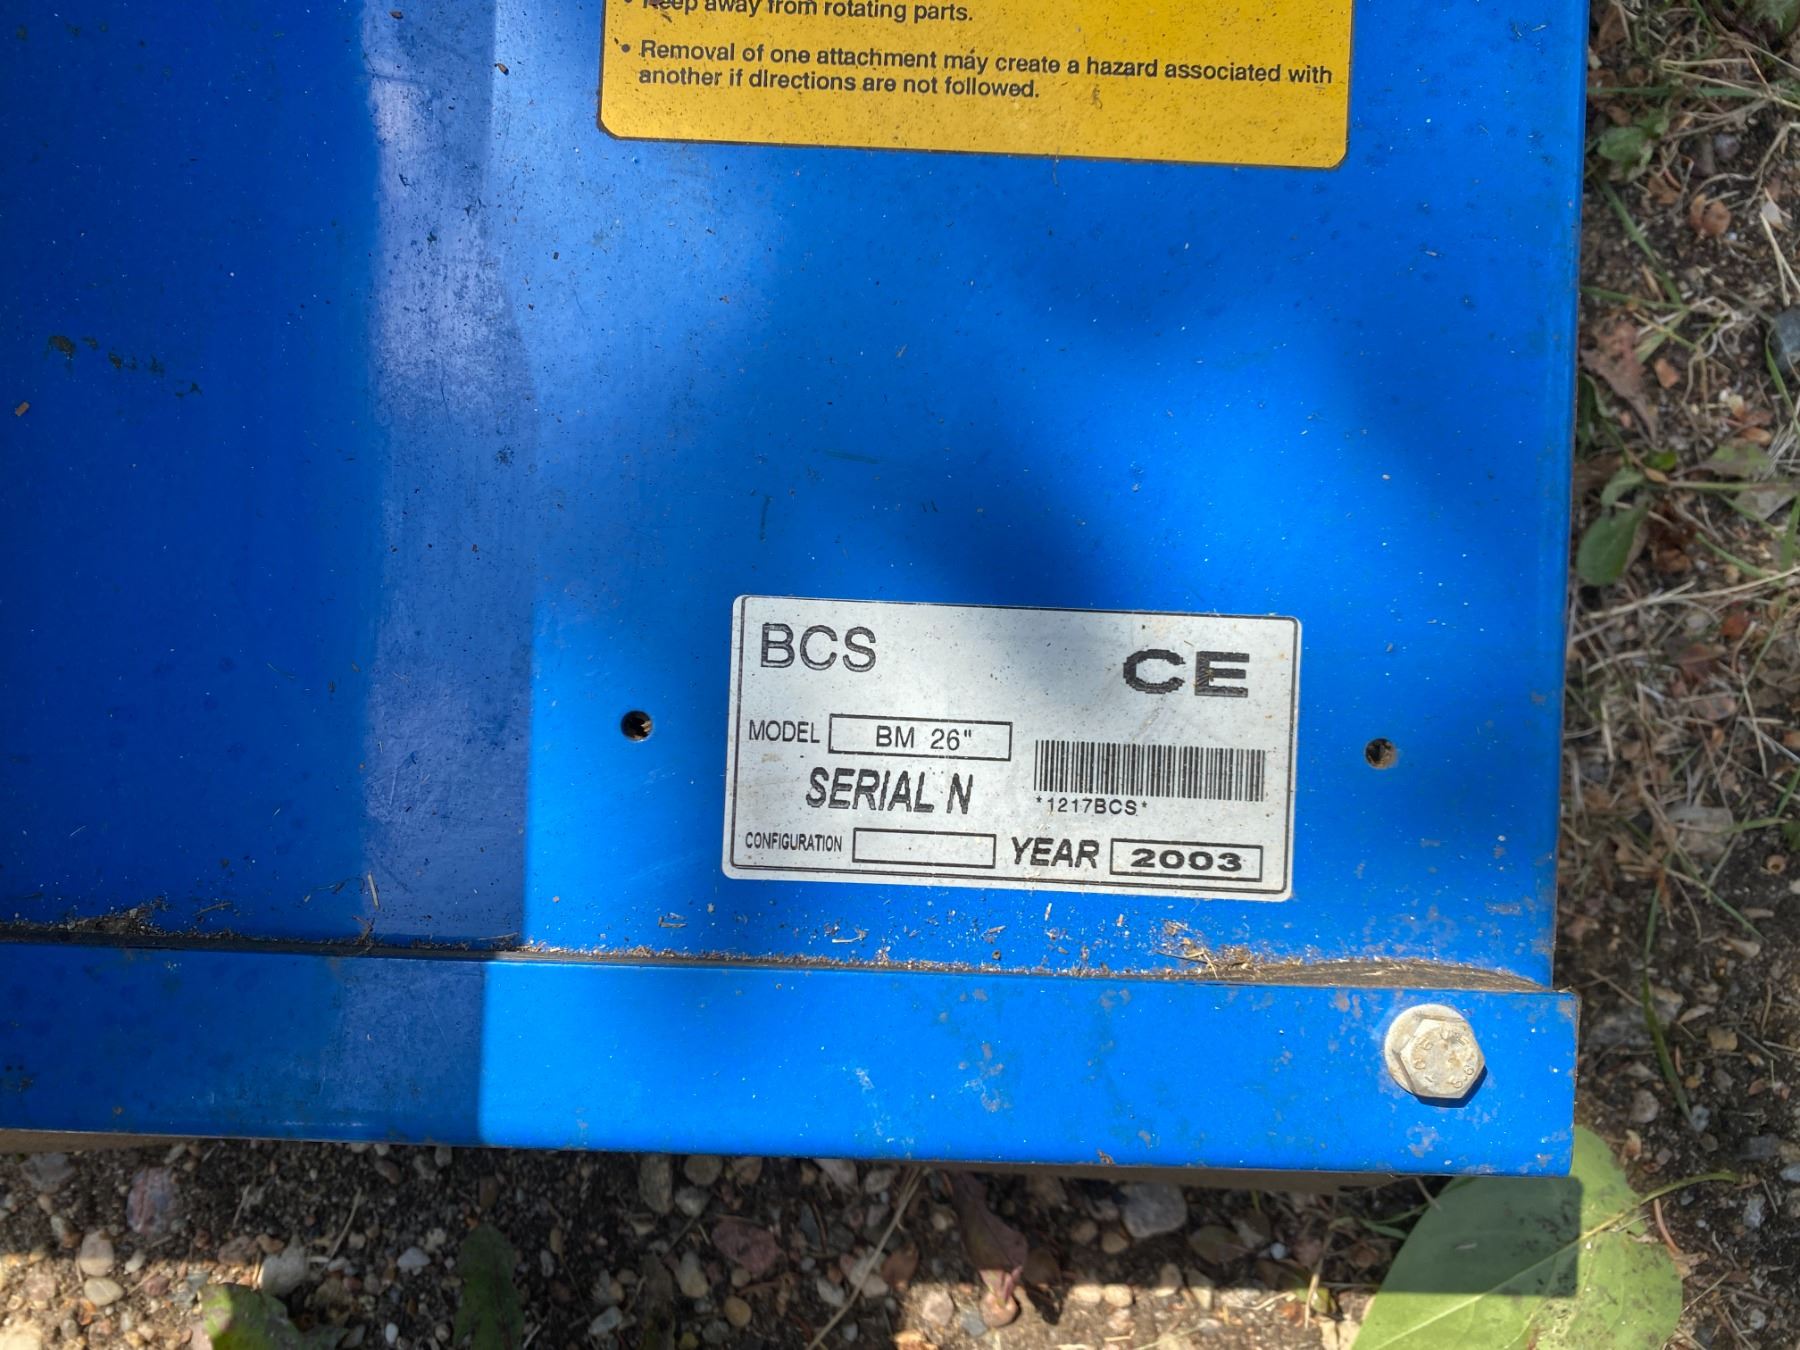 • Keep away from rotating parts.
• Removal of one attachment may create a hazard associated with
another if directions are not followed.
BCS
CE
MODEL BM 26"
SERIAL N
*1217BCS*
CONFIGURATION
YEAR 2003